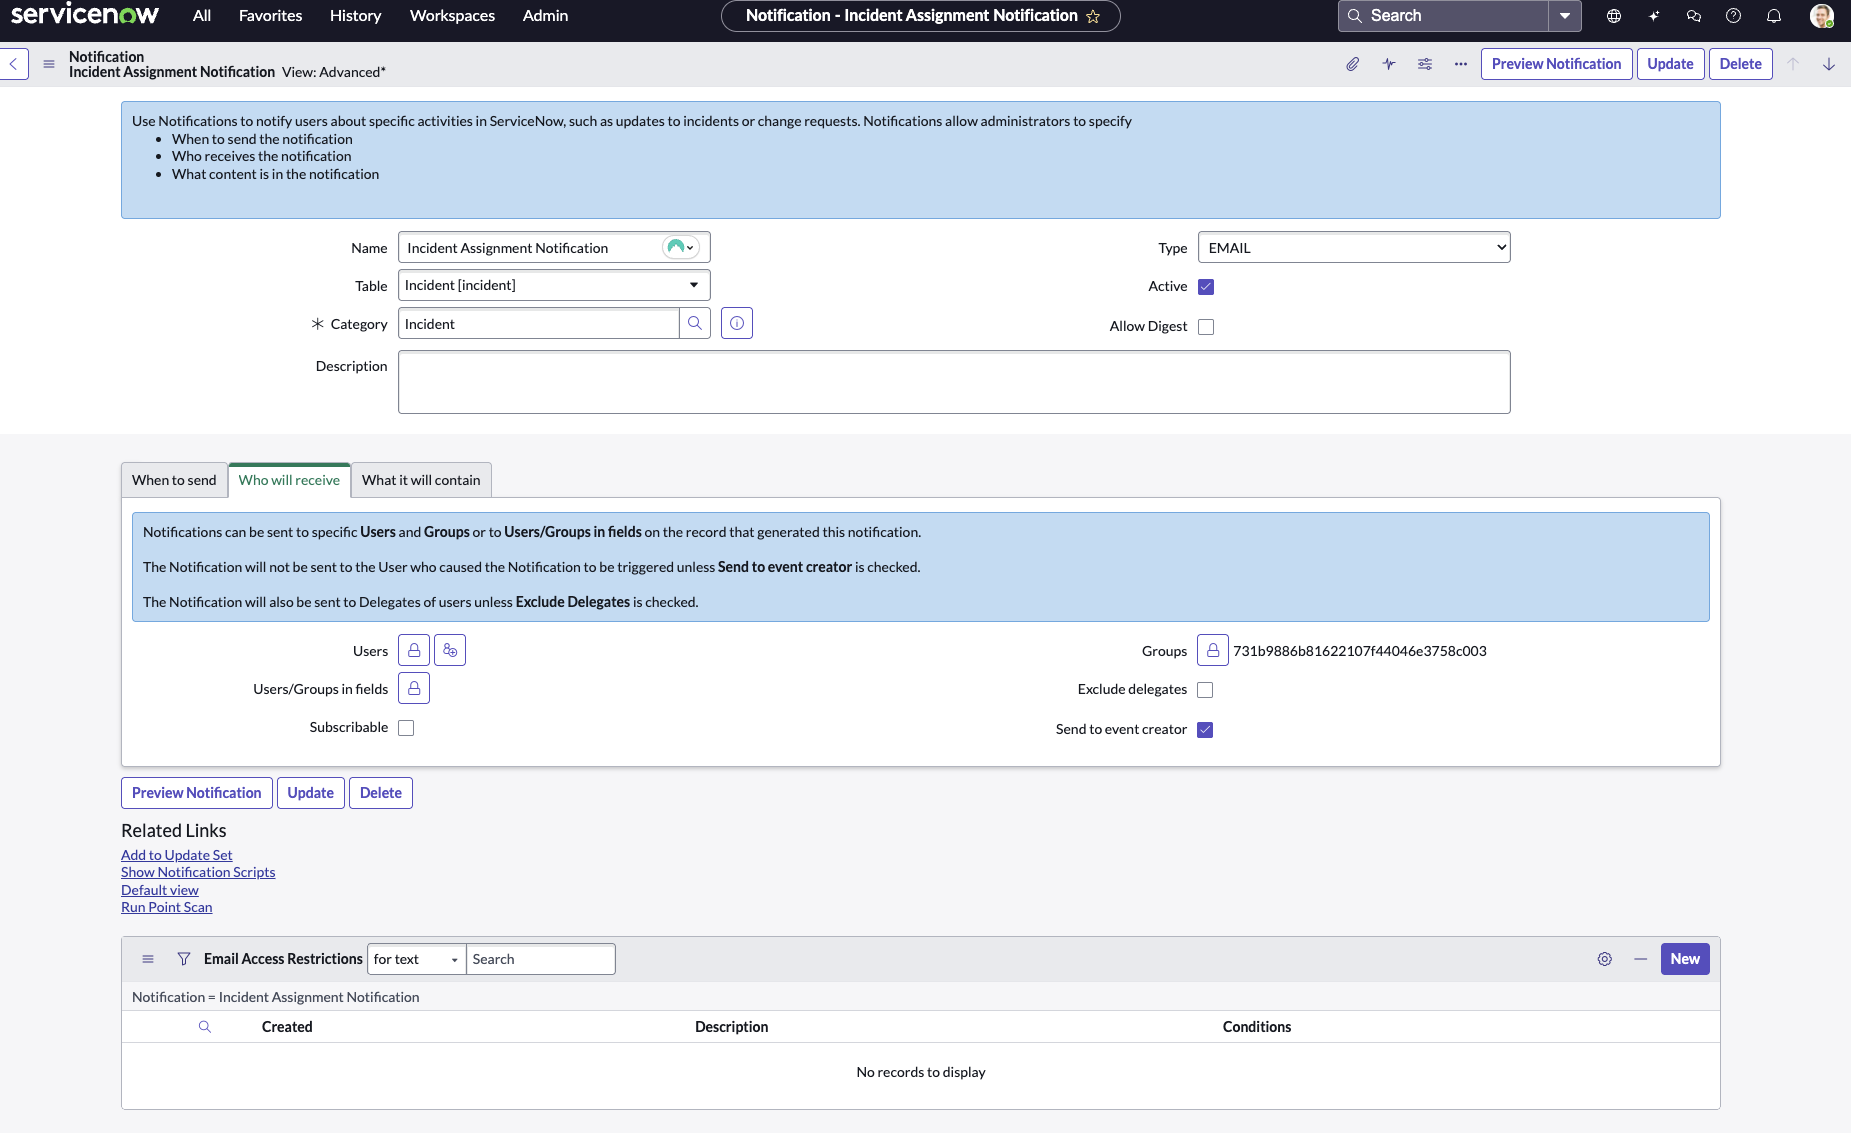 servicenow
All
Favorites
History
Workspaces
Admin
Notification - Incident Assignment Notification
Search
Notification
Incident Assignment Notification View: Advanced*
Preview Notification
Update
Delete
Use Notifications to notify users about specific activities in ServiceNow, such as updates to incidents or change requests. Notifications allow administrators to specify
• When to send the notification
• Who receives the notification
• What content is in the notification
Name
Incident Assignment Notification
Type
EMAIL
Table
Incident [incident]
Active
Category
Incident
Allow Digest
Description
When to send
Who will receive
What it will contain
Notifications can be sent to specific Users and Groups or to Users/Groups in fields on the record that generated this notification.
The Notification will not be sent to the User who caused the Notification to be triggered unless Send to event creator is checked.
The Notification will also be sent to Delegates of users unless Exclude Delegates is checked.
Users
Groups
731b9886b81622107f44046e3758c003
Users/Groups in fields
Exclude delegates
Subscribable
Send to event creator
Preview Notification
Update
Delete
Related Links
Add to Update Set
Show Notification Scripts
Default view
Run Point Scan
Email Access Restrictions
for text
Search
New
Notification = Incident Assignment Notification
Created
Description
Conditions
No records to display